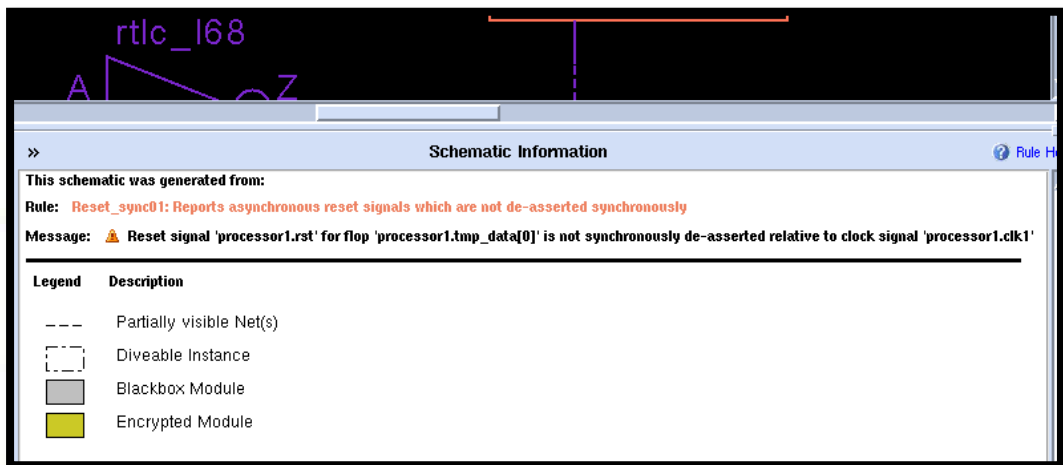 rtlc_I68
A
Z
»
Schematic Information
? Rule
This schematic was generated from:
Rule: Reset_sync01: Reports asynchronous reset signals which are not de-asserted synchronously
Message: Reset signal 'processor1.rst' for flop 'processor1.tmp_data[0]' is not synchronously de-asserted relative to clock signal 'processor1.clk1'
Legend Description
Partially visible Net(s)
Diveable Instance
Blackbox Module
Encrypted Module